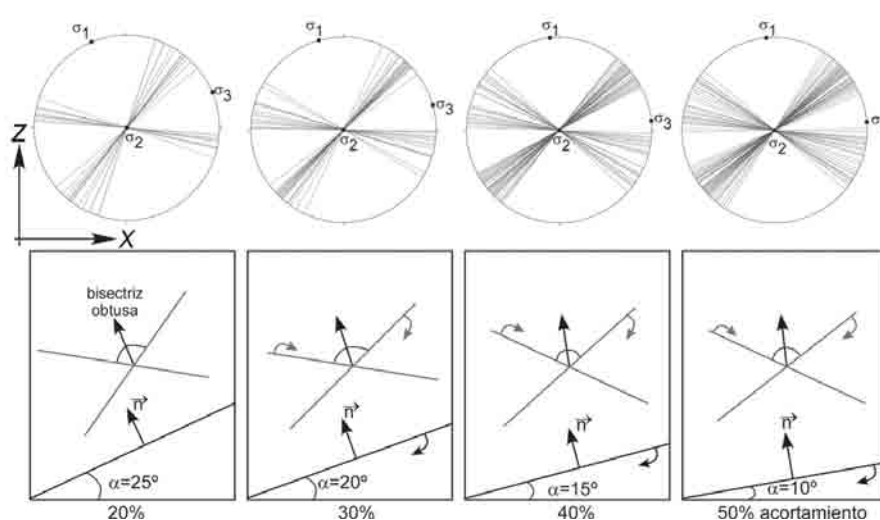 σ1
σ3
σ2
σ1
σ3
σ2
σ1
σ3
σ2
σ1
σ
σ2
Z
X
bisectriz
obtusa
n
α=25º
20%
n
α=20º
30%
n
α=15º
40%
n
α=10º
50% acortamiento